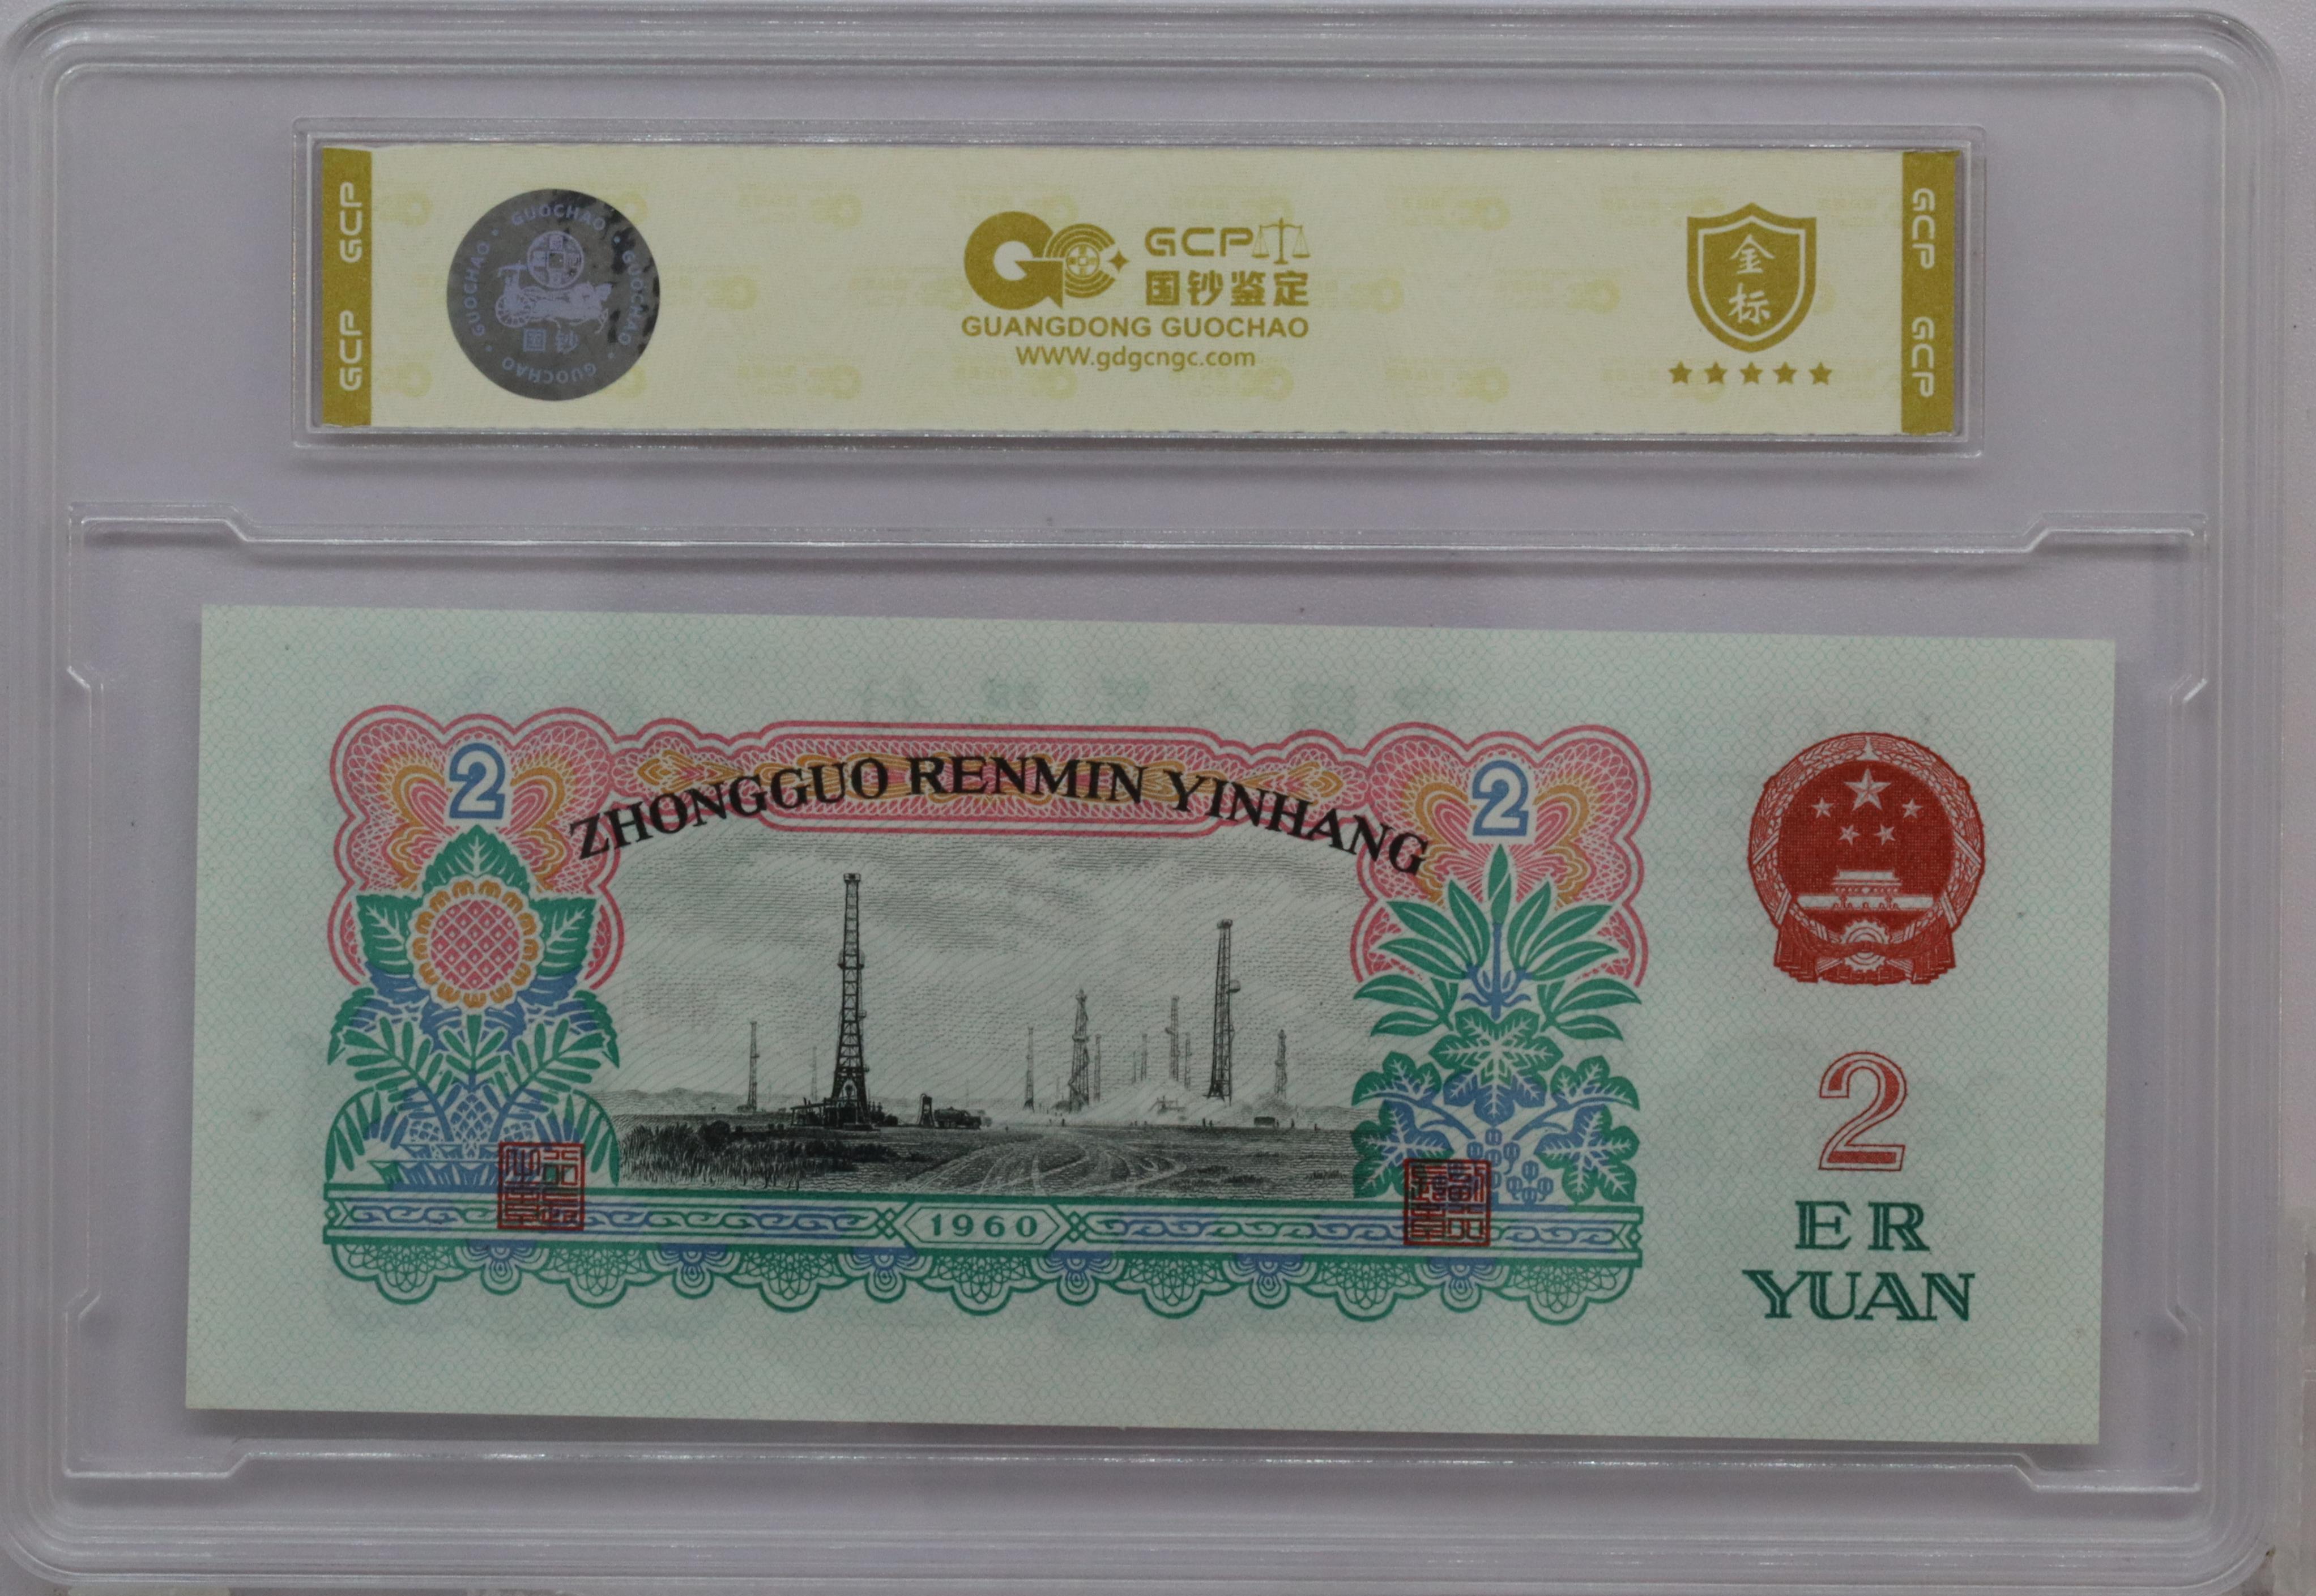 GCP GCP
GUOCHAO · GUOCHAO · GUOCHAO · GUOCHAO
国钞
GCP
国钞鉴定
GUANGDONG GUOCHAO
WWW.gdgcngc.com
金标
GCP GCP
2
ZHONGGUO RENMIN YINHANG
2
1960
2
ER
YUAN